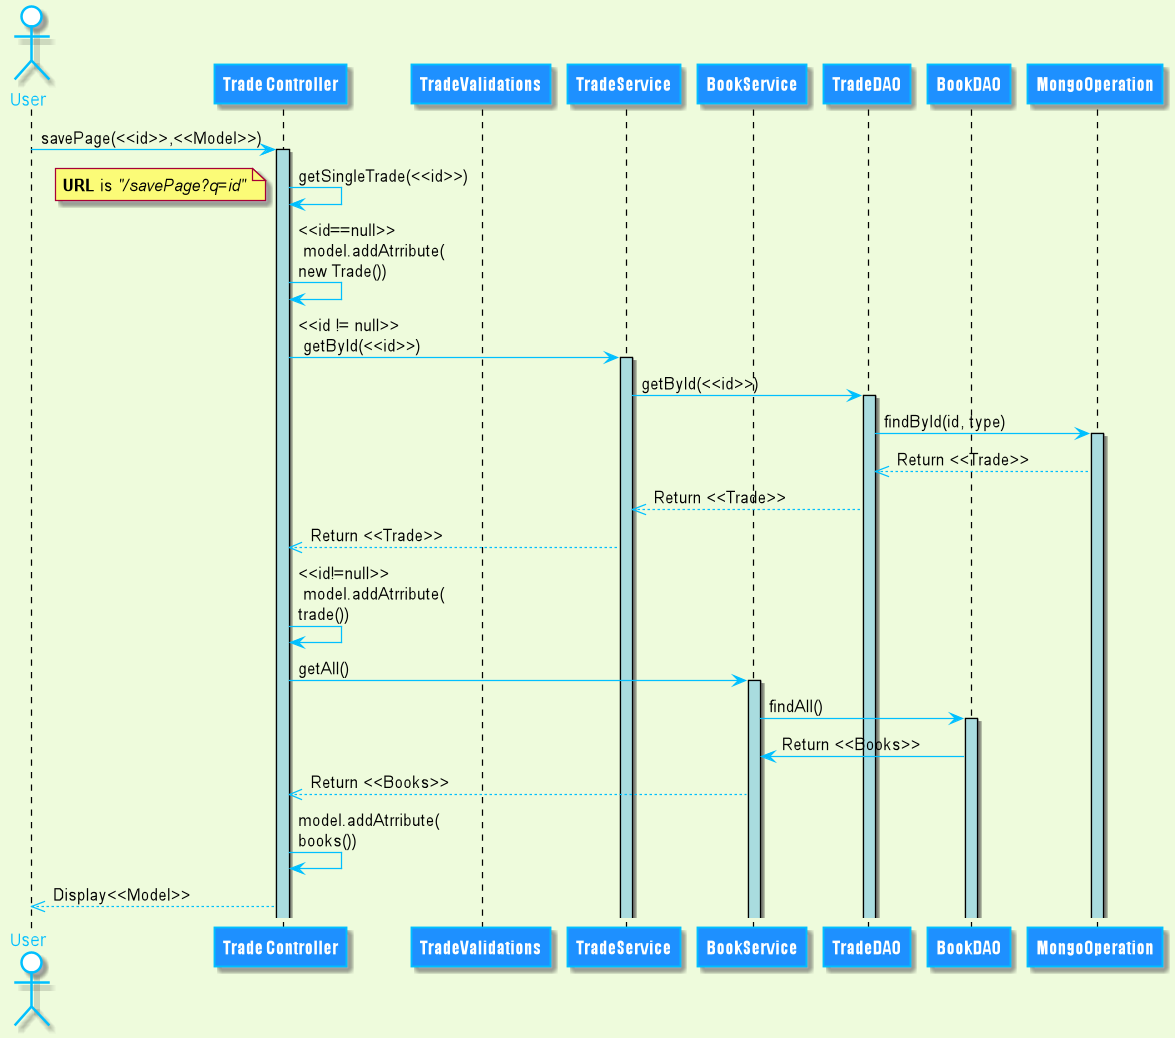 User
Trade Controller
TradeValidations
TradeService
BookService
TradeDAO
BookDAO
MongoOperation
savePage(<<id>>,<<Model>>)
URL is "/savePage?q=id"
getSingleTrade(<<id>>)
<<id==null>>
model.addAtrribute(
new Trade())
<<id != null>>
getById(<<id>>)
getById(<<id>>)
findById(id, type)
Return <<Trade>>
Return <<Trade>>
Return <<Trade>>
<<id!=null>>
model.addAtrribute(
trade())
getAll()
findAll()
Return <<Books>>
Return <<Books>>
model.addAtrribute(
books())
Display<<Model>>
User
Trade Controller
TradeValidations
TradeService
BookService
TradeDAO
BookDAO
MongoOperation